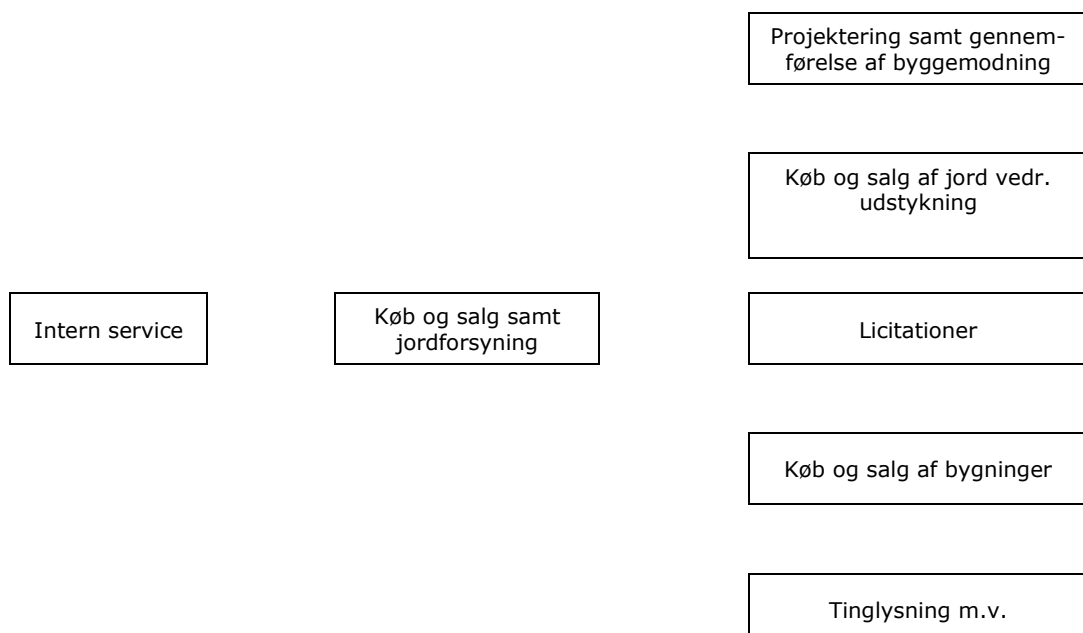 Projektering samt gennem-
førelse af byggemodning
Køb og salg af jord vedr.
udstykning
Intern service
Køb og salg samt
jordforsyning
Licitationer
Køb og salg af bygninger
Tinglysning m.v.